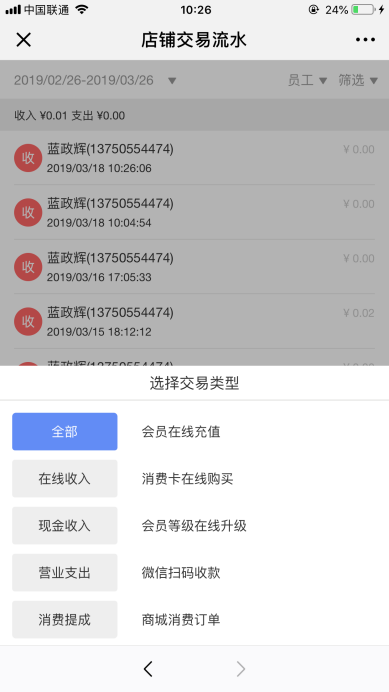 中国联通 10:26 24%
店铺交易流水
2019/02/26-2019/03/26 员工 筛选
收入 ¥0.01 支出 ¥0.00
收 蓝政辉(13750554474) ¥ 0.00
2019/03/18 10:26:06
收 蓝政辉(13750554474) ¥ 0.00
2019/03/18 10:04:54
收 蓝政辉(13750554474) ¥ 0.00
2019/03/16 17:05:33
收 蓝政辉(13750554474) ¥ 0.02
2019/03/15 18:12:12
选择交易类型
全部 会员在线充值
在线收入 消费卡在线购买
现金收入 会员等级在线升级
营业支出 微信扫码收款
消费提成 商城消费订单